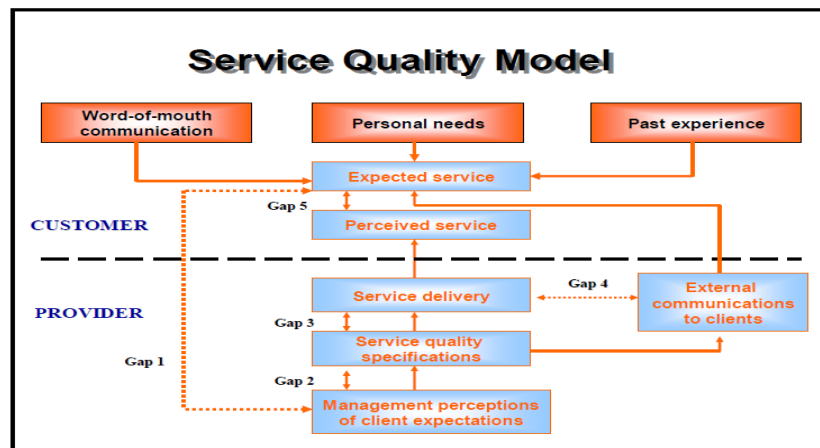 Service Quality Model
Word-of-mouth
communication
Personal needs
Past experience
Expected service
Gap 5
CUSTOMER
Perceived service
Service delivery
Gap 4
External
communications
to clients
PROVIDER
Gap 3
Service quality
specifications
Gap 1
Gap 2
Management perceptions
of client expectations